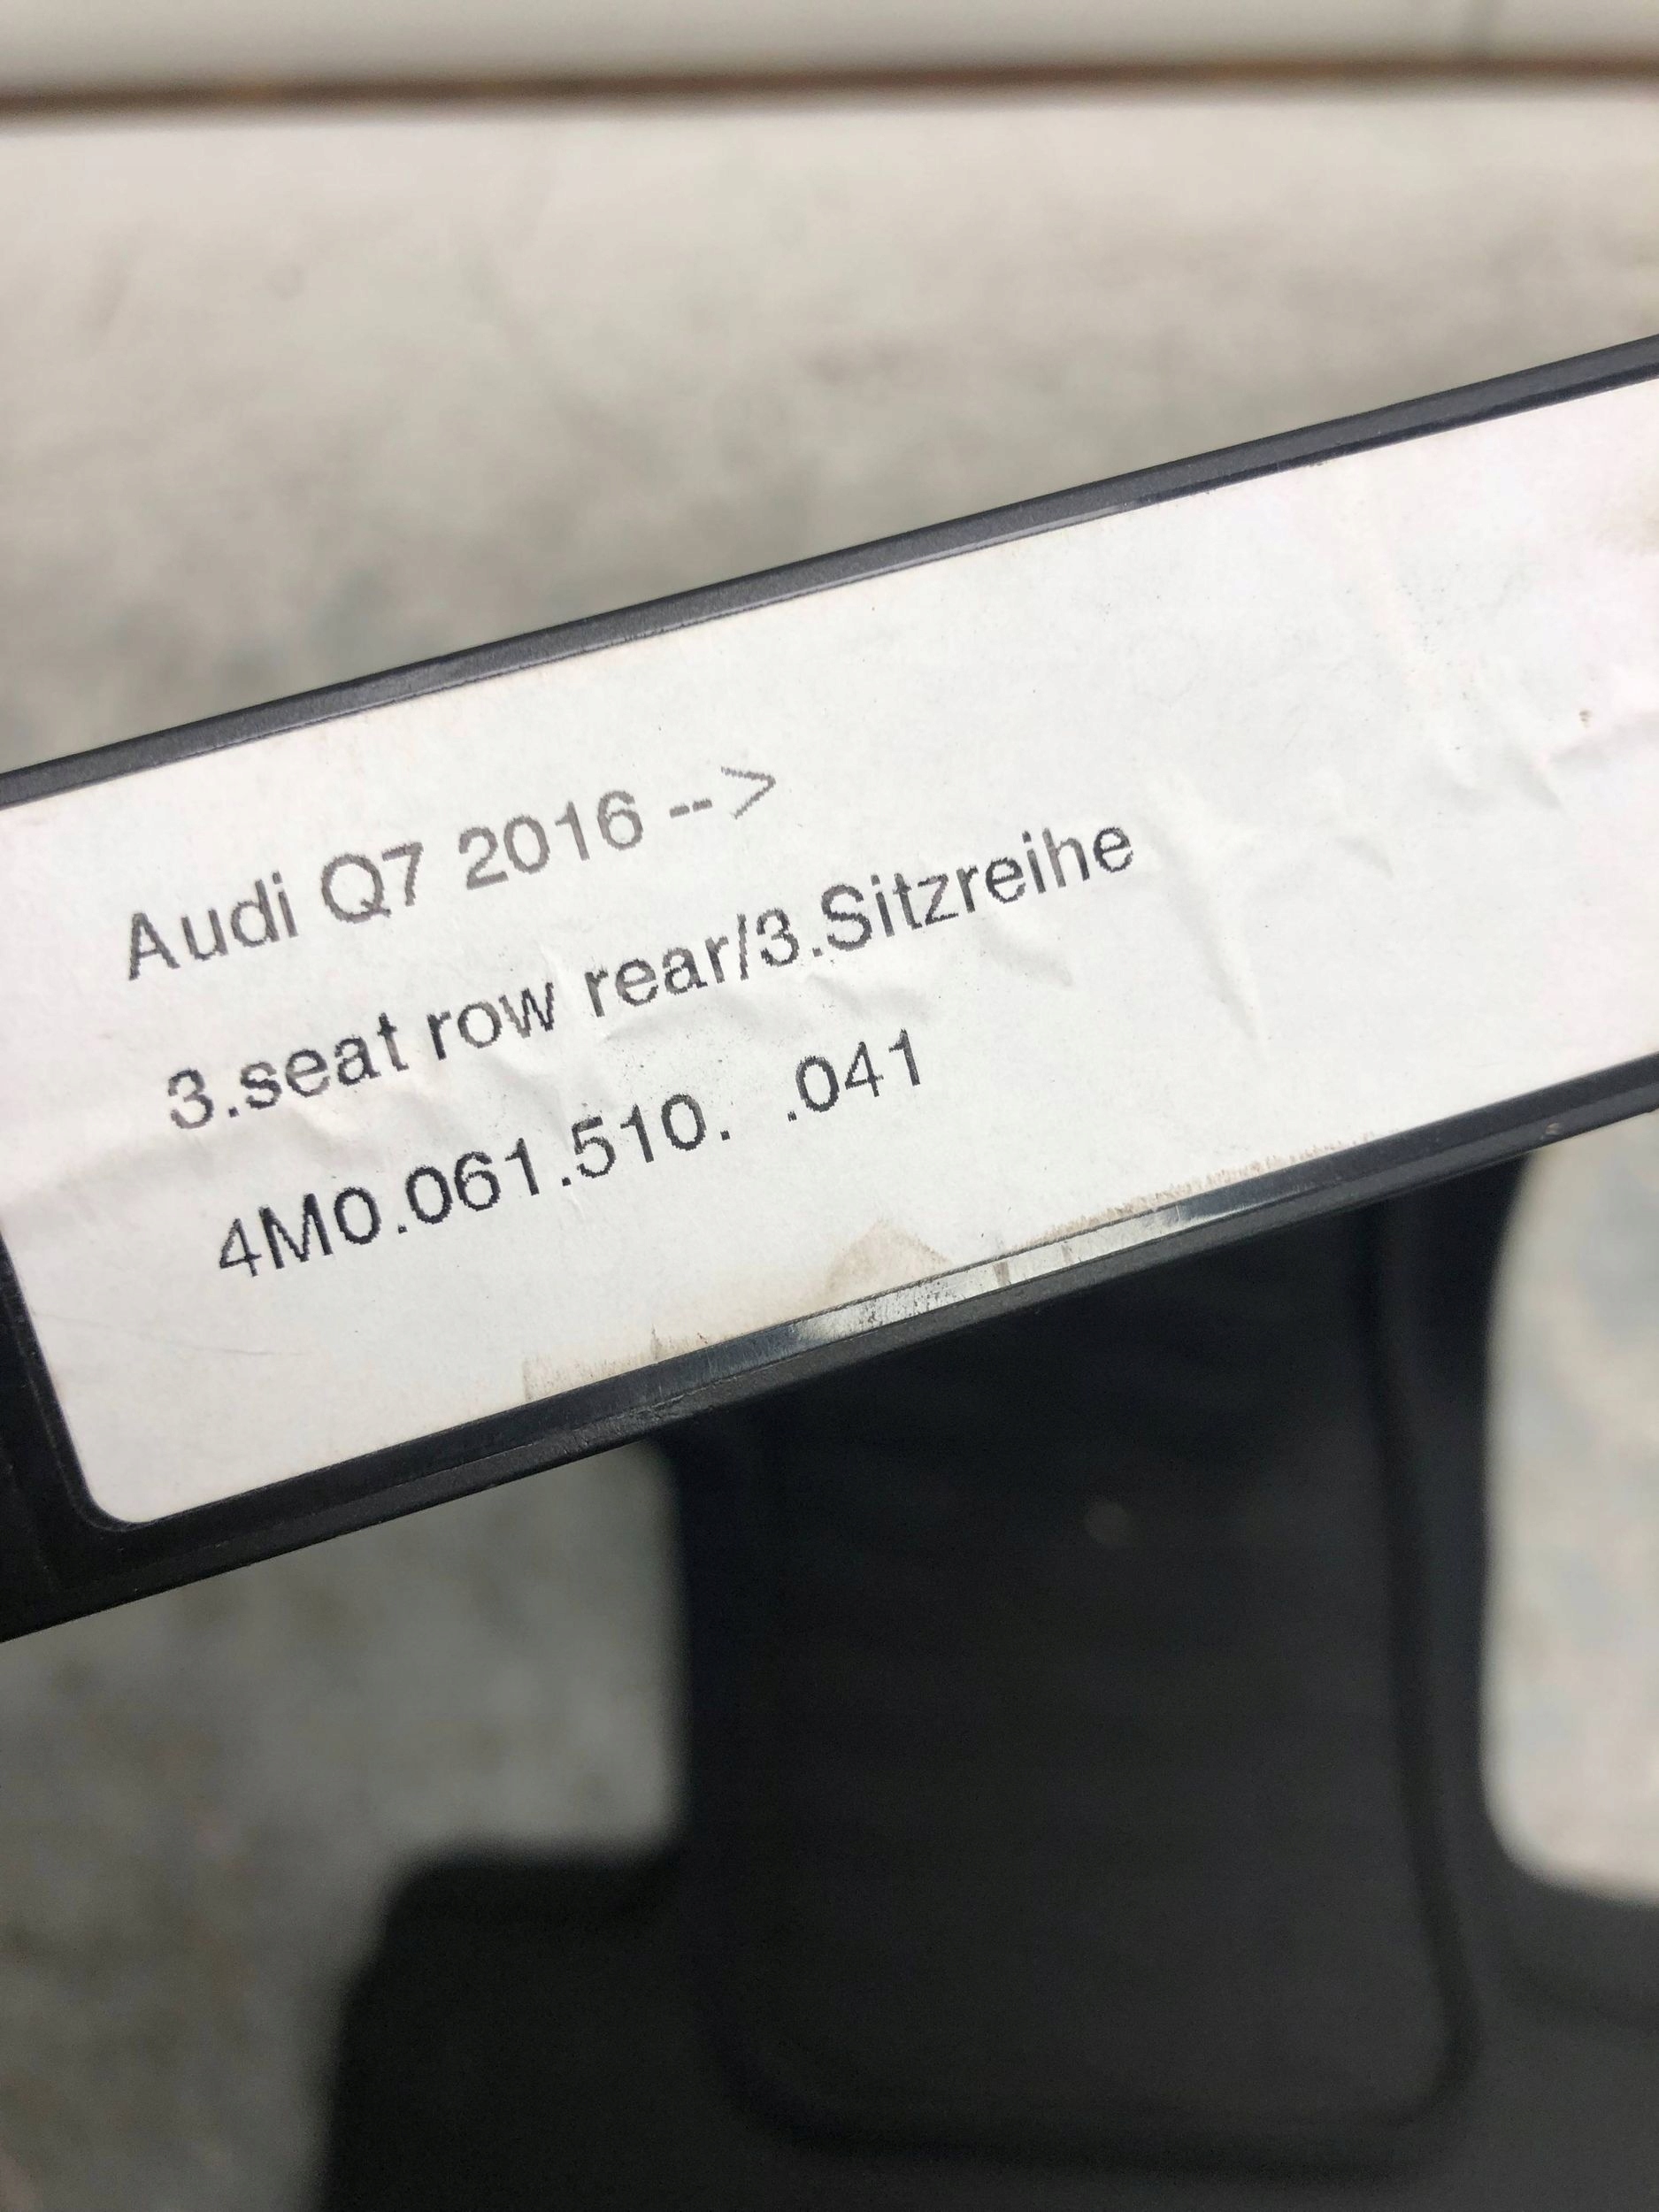 Audi Q7 2016 -->
3.seat row rear/3.Sitzreihe
4M0.061.510. .041